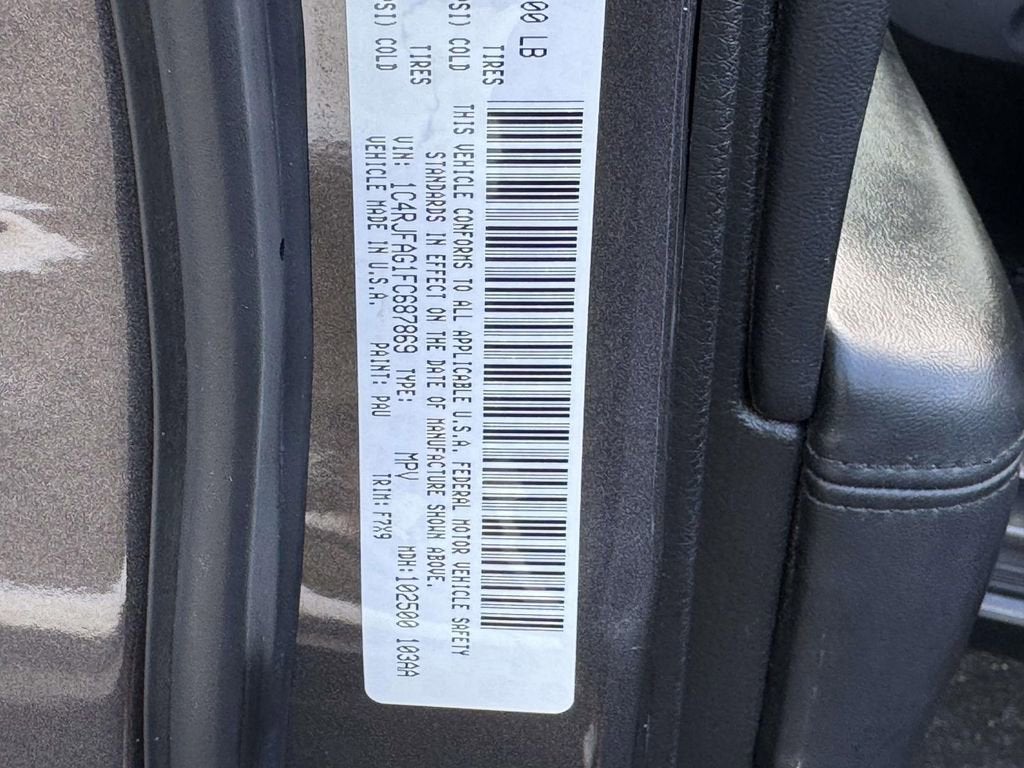 00 LB
TIRES
PSI) COLD
TIRES
PSI) COLD
THIS VEHICLE CONFORMS TO ALL APPLICABLE U.S.A. FEDERAL MOTOR VEHICLE SAFETY
STANDARDS IN EFFECT ON THE DATE OF MANUFACTURE SHOWN ABOVE.
VIN: 1C4RJFAG1FC687869 TYPE: MPV MDH:102500 103AA
VEHICLE MADE IN U.S.A. PAINT: PAU TRIM: F7X9